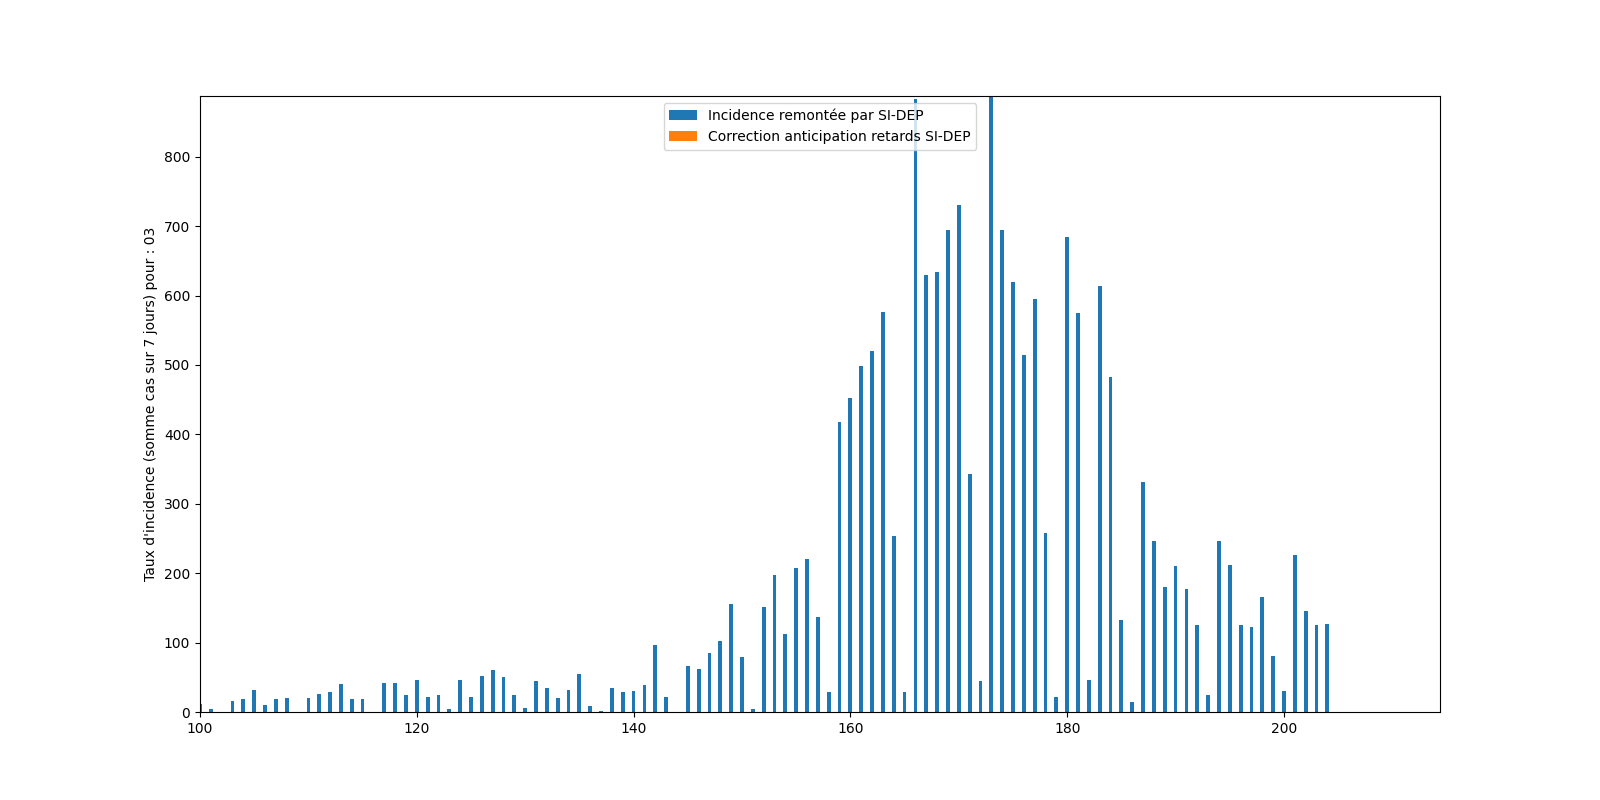 Incidence remontée par SI-DEP
Correction anticipation retards SI-DEP
Taux d'incidence (somme cas sur 7 jours) pour : 03
800
700
600
500
400
300
200
100
0
100 120 140 160 180 200